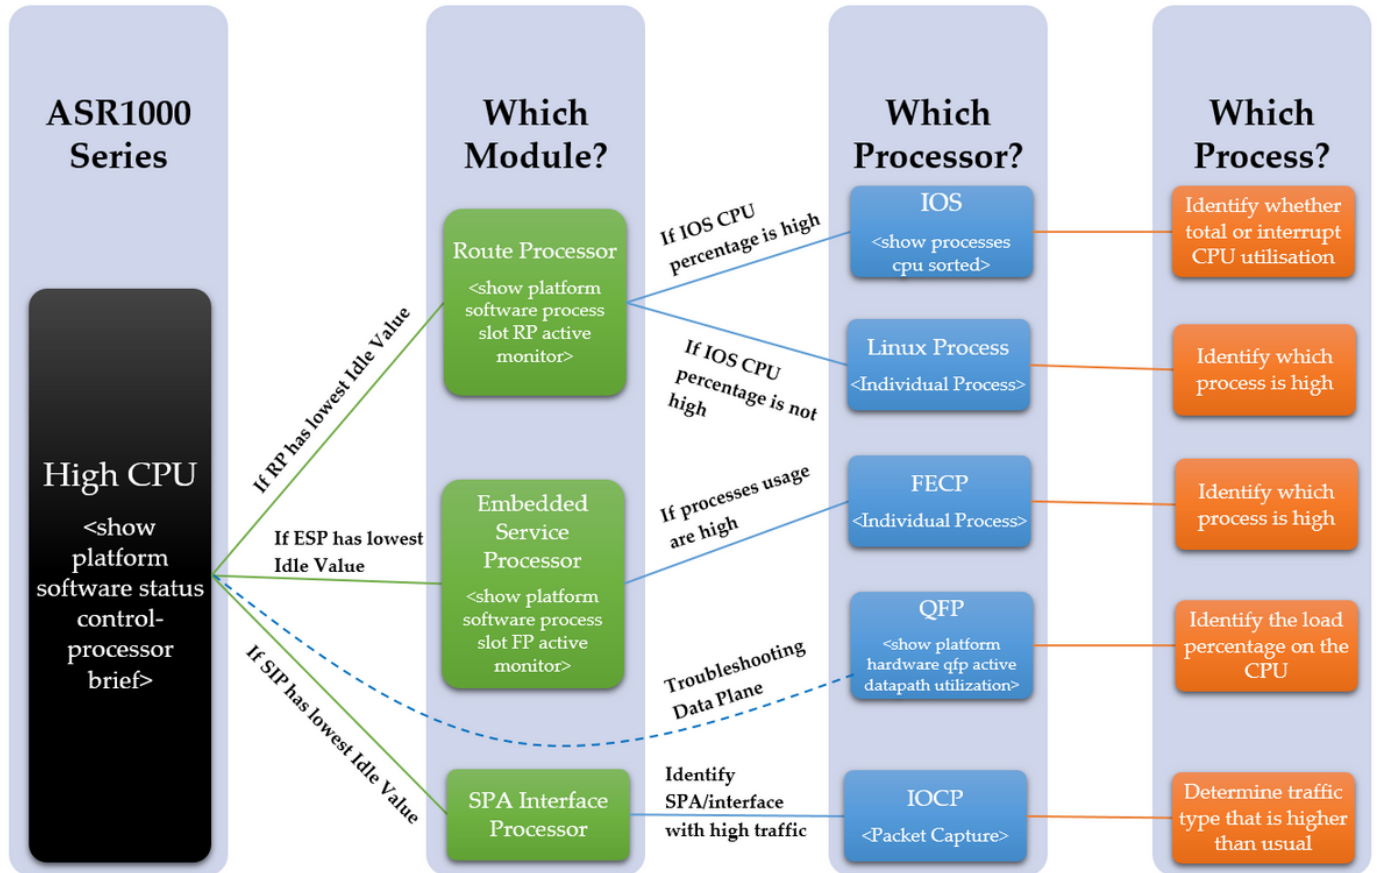 ASR1000
Series
High CPU
<show
platform
software status
control-
processor
brief>
If RP has lowest Idle Value
If ESP has lowest
Idle Value
If SIP has lowest Idle Value
Which
Module?
Route Processor
<show platform
software process
slot RP active
monitor>
Embedded
Service
Processor
<show platform
software process
slot FP active
monitor>
SPA Interface
Processor
If IOS CPU
percentage is high
If IOS CPU
percentage is not
high
If processes usage
are high
Troubleshooting
Data Plane
Identify
SPA/interface
with high traffic
Which
Processor?
IOS
<show processes
cpu sorted>
Linux Process
<Individual Process>
FECP
<Individual Process>
QFP
<show platform
hardware qfp active
datapath utilization>
IOCP
<Packet Capture>
Which
Process?
Identify whether
total or interrupt
CPU utilisation
Identify which
process is high
Identify which
process is high
Identify the load
percentage on the
CPU
Determine traffic
type that is higher
than usual